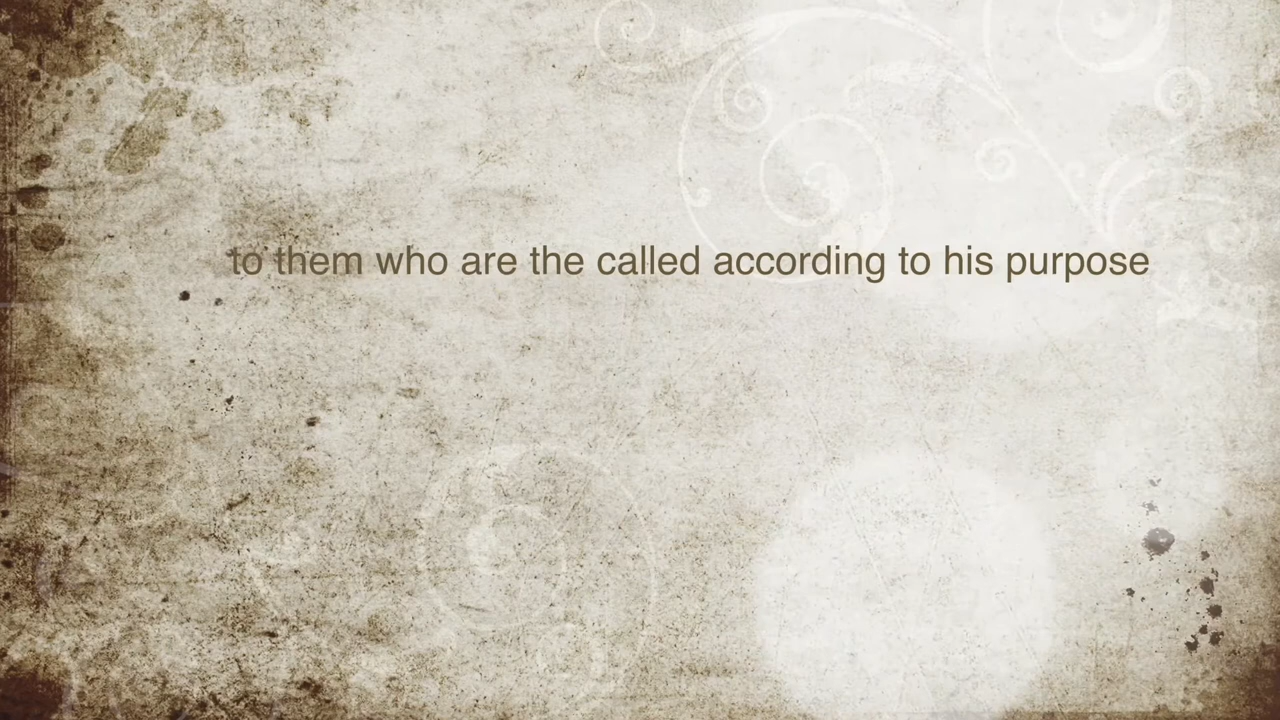 to them who are the called according to his purpose